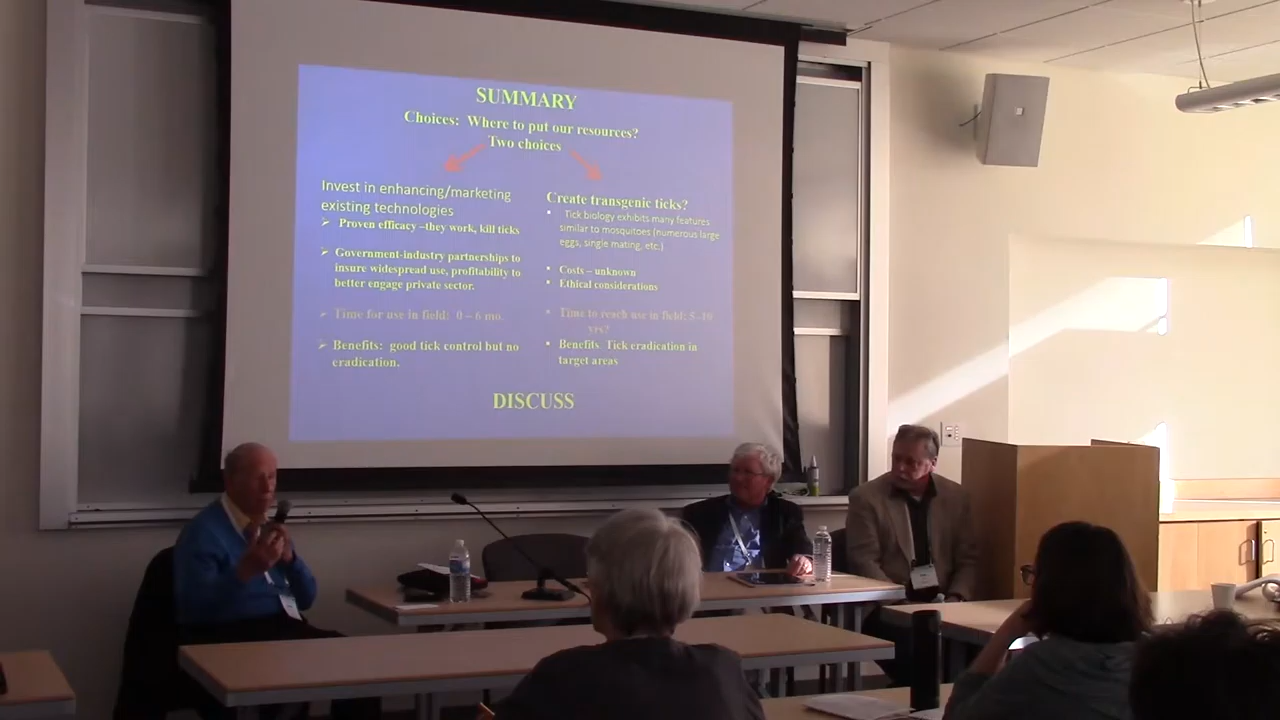 SUMMARY
Choices: Where to put our resources?
Two choices
Invest in enhancing/marketing
existing technologies
➢ Proven efficacy –they work, kill ticks
➢ Government-industry partnerships to
insure widespread use, profitability to
better engage private sector.
➢ Time for use in field: 0 – 6 mo.
➢ Benefits: good tick control but no
eradication.
Create transgenic ticks?
▪ Tick biology exhibits many features
similar to mosquitoes (numerous large
eggs, single mating, etc.)
▪ Costs – unknown
▪ Ethical considerations
▪ Time to reach use in field: 5 -10
yrs?
▪ Benefits Tick eradication in
target areas
DISCUSS